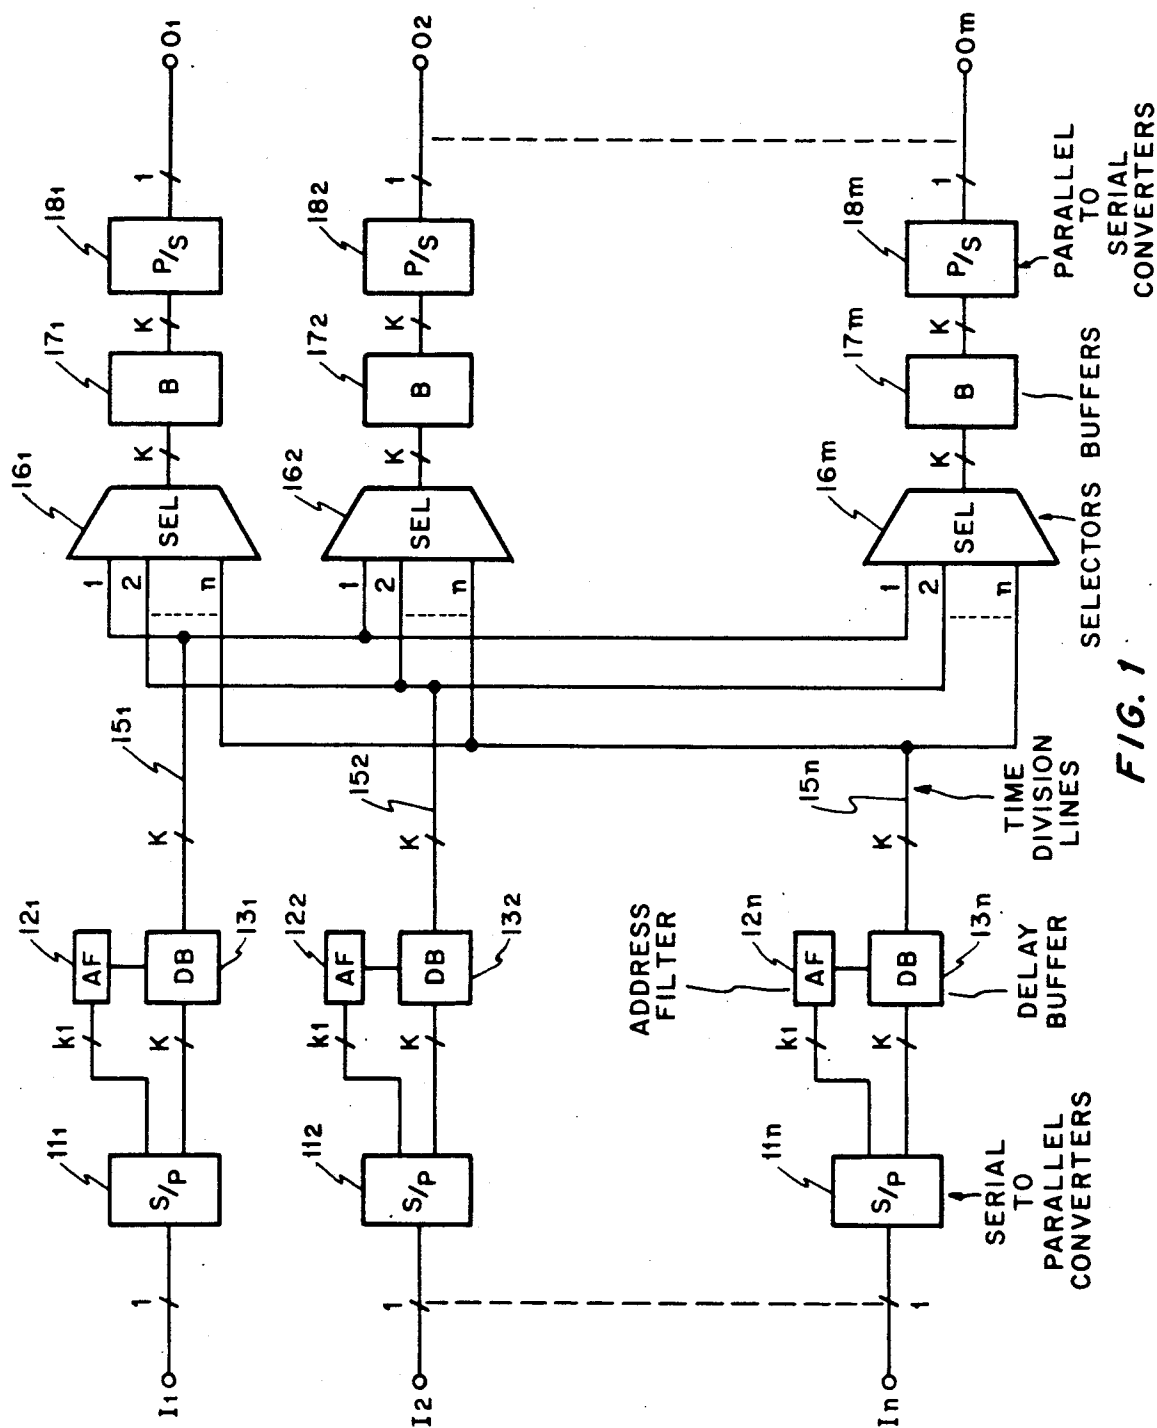 I1
1
S/P
111
k1
K
AF
121
DB
131
K
151
1
2
n
SEL
161
K
B
171
K
P/S
181
1
O1
I2
1
S/P
112
k1
K
AF
122
DB
132
K
152
1
2
n
SEL
162
K
B
172
K
P/S
182
1
O2
In
1
S/P
11n
SERIAL
TO
PARALLEL
CONVERTERS
k1
K
ADDRESS
FILTER
AF
12n
DB
13n
DELAY
BUFFER
K
15n
TIME
DIVISION
LINES
1
2
n
SEL
16m
SELECTORS
K
B
17m
BUFFERS
K
P/S
18m
PARALLEL
TO
SERIAL
CONVERTERS
1
Om
FIG. 1